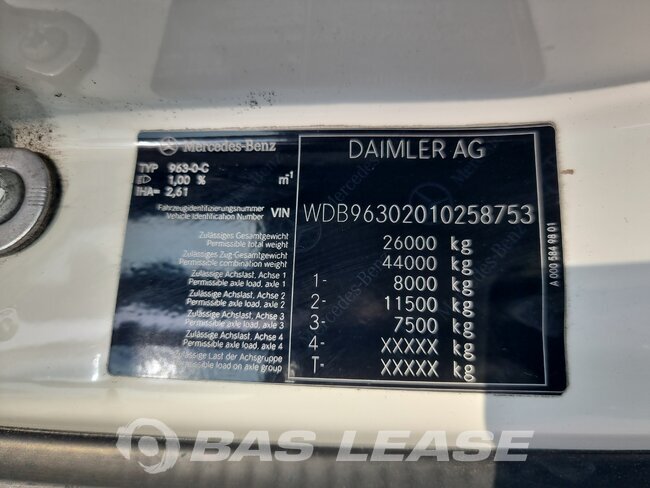 Mercedes-Benz DAIMLER AG
TYP 963-0-C
1,00 % m-1
IHA= 2,61
Fahrzeugidentifizierungsnummer
Vehicle Identification Number VIN WDB96302010258753
Zulässiges Gesamtgewicht
Permissible total weight 26000 kg
Zulässiges Zug-Gesamtgewicht
Permissible combination weight 44000 kg
Zulässige Achslast, Achse 1
Permissible axle load, axle 1 1- 8000 kg
Zulässige Achslast, Achse 2
Permissible axle load, axle 2 2- 11500 kg
Zulässige Achslast, Achse 3
Permissible axle load, axle 3 3- 7500 kg
Zulässige Achslast, Achse 4
Permissible axle load, axle 4 4- XXXXX kg
Zulässige Last der Achsgruppe
Permissible load on axle group T- XXXXX kg
A 000 584 98 01
BAS LEASE